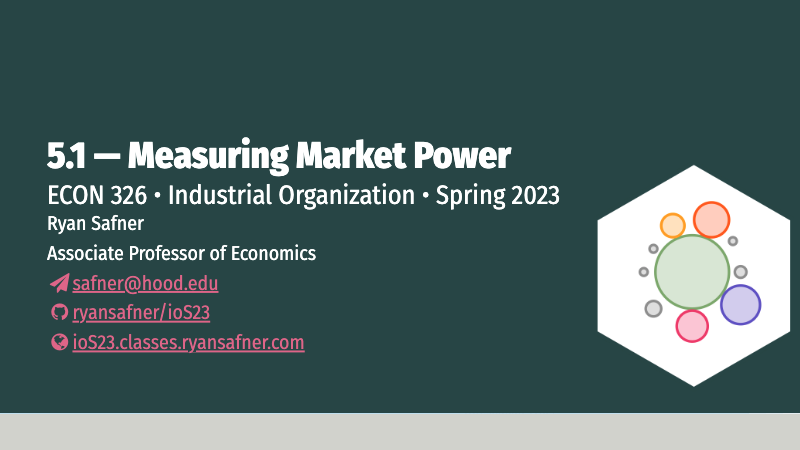 5.1 — Measuring Market Power
ECON 326 • Industrial Organization • Spring 2023
Ryan Safner
Associate Professor of Economics
safner@hood.edu
ryansafner/ioS23
ioS23.classes.ryansafner.com